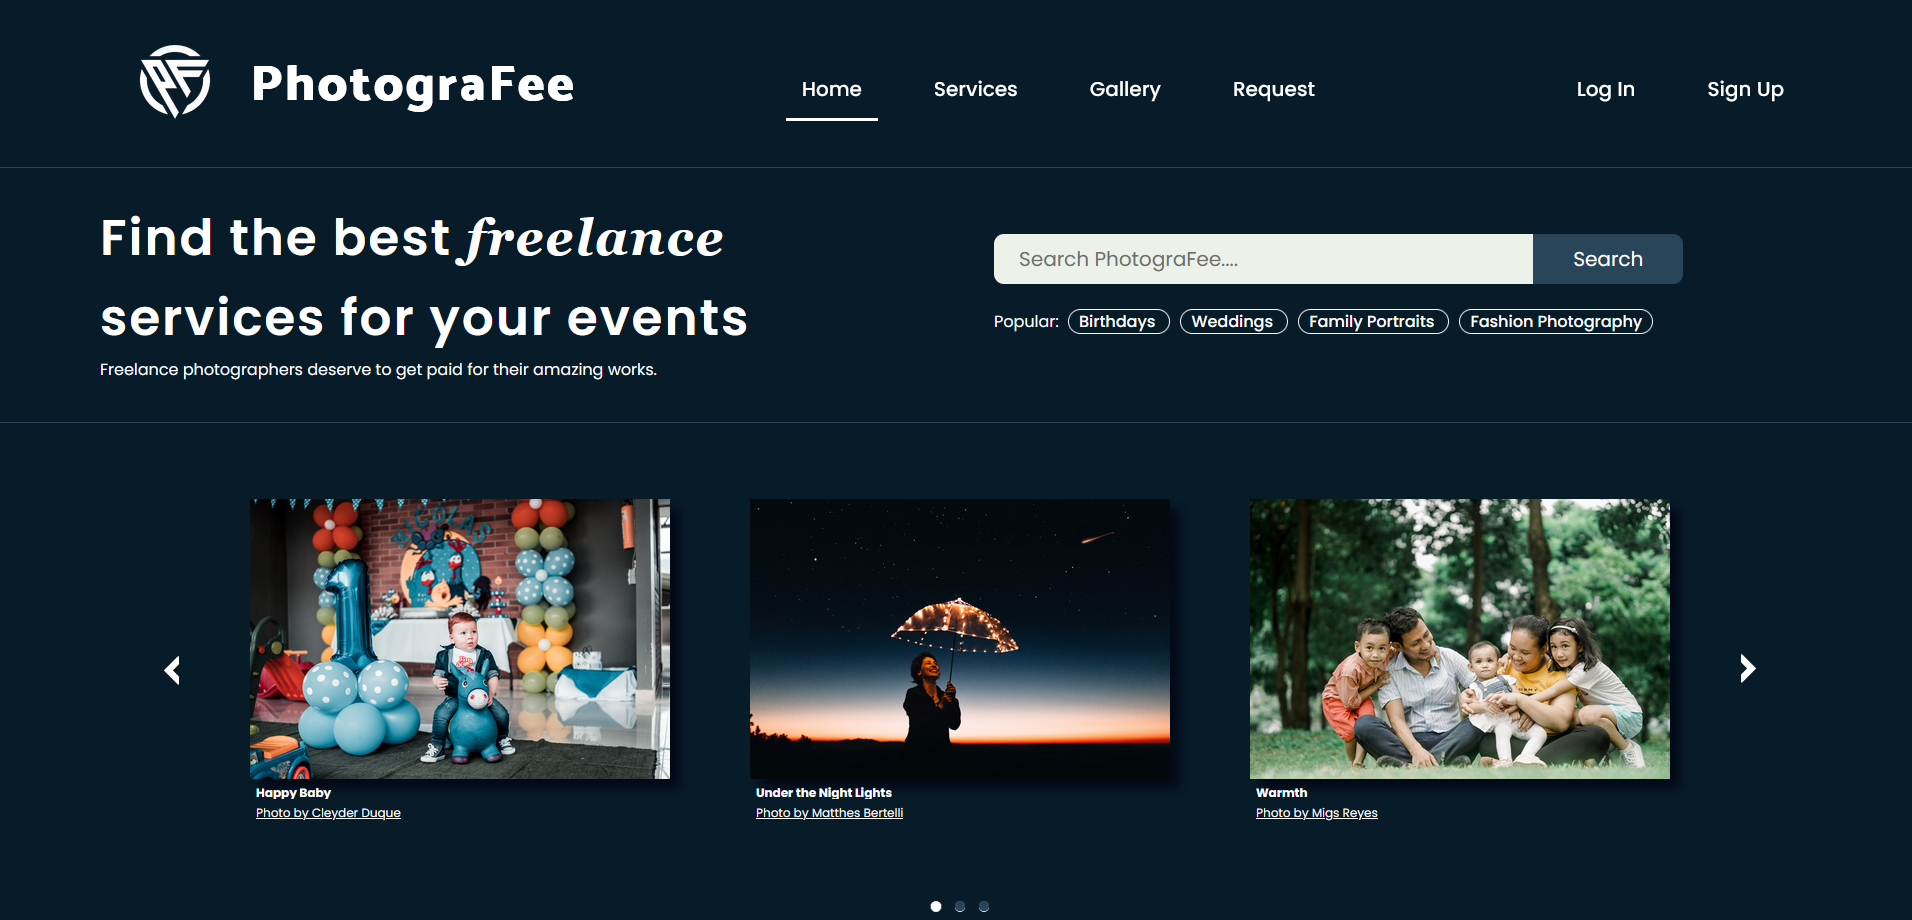 PhotograFee
Home Services Gallery Request
Log In Sign Up
Find the best freelance
services for your events
Freelance photographers deserve to get paid for their amazing works.
Search PhotograFee.... Search
Popular: Birthdays Weddings Family Portraits Fashion Photography
NICOLAS
1
Happy Baby
Photo by Cleyder Duque
Under the Night Lights
Photo by Matthes Bertelli
Warmth
Photo by Migs Reyes